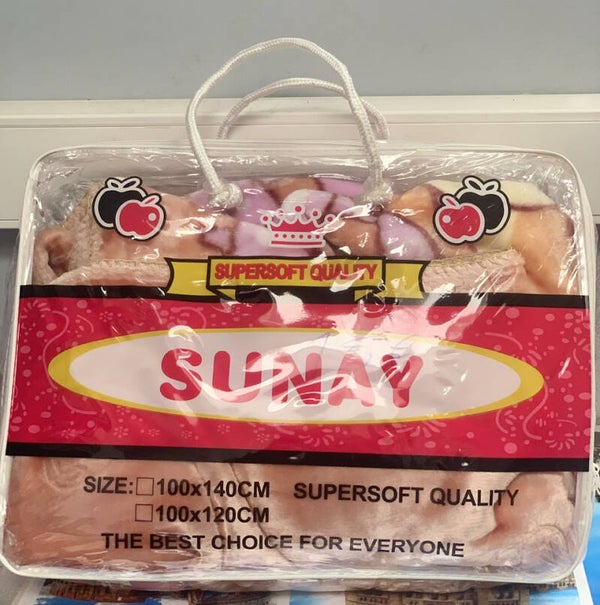 SUPERSOFT QUALITY
SUNAY
SIZE:☐100x140CM SUPERSOFT QUALITY
☐100x120CM
THE BEST CHOICE FOR EVERYONE